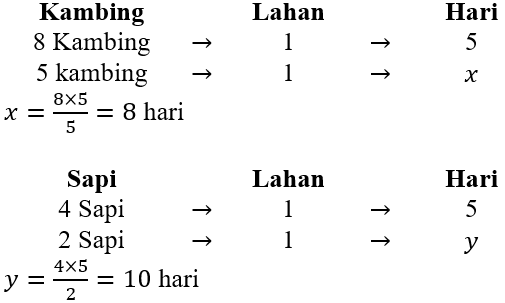 Kambing Lahan Hari
8 Kambing → 1 → 5
5 kambing → 1 → x
x = 8×5/5 = 8 hari
Sapi Lahan Hari
4 Sapi → 1 → 5
2 Sapi → 1 → y
y = 4×5/2 = 10 hari